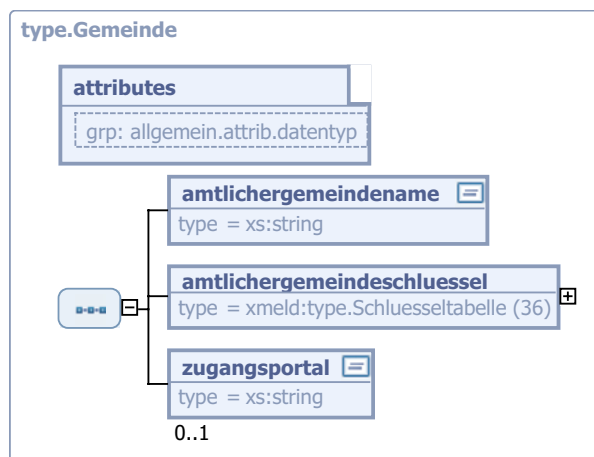 type.Gemeinde
attributes
grp: allgemein.attrib.datentyp
amtlichergemeindename
type = xs:string
amtlichergemeindeschluessel
type = xmeld:type.Schluesseltabelle (36)
zugangsportal
type = xs:string
0..1